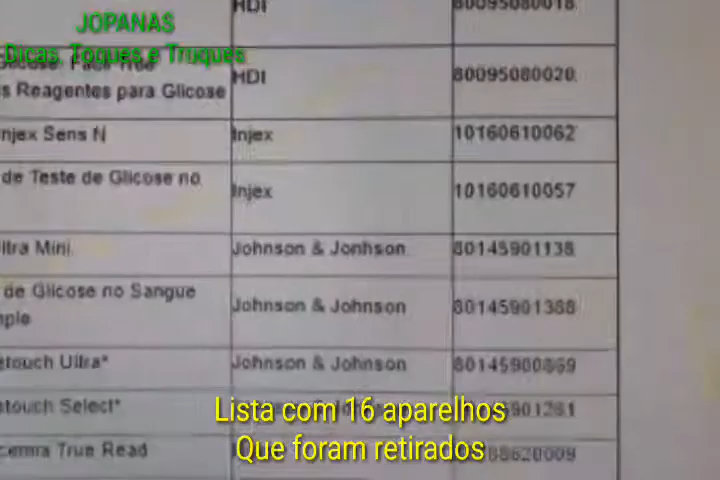 HDI 80095080018
JOPANAS
Dicas, Toques e Truques
HDI 80095080020
s Reagentes para Glicose
njex Sens N Injex 10160610062
de Teste de Glicose no
Injex 10160610057
ltra Mini Johnson & Jonhson 80145901138
de Glicose no Sangue
Johnson & Johnson 80145901388
mple
etouch Ultra* Johnson & Johnson 80145900869
etouch Select* 901281
Lista com 16 aparelhos
True Read
Que foram retirados